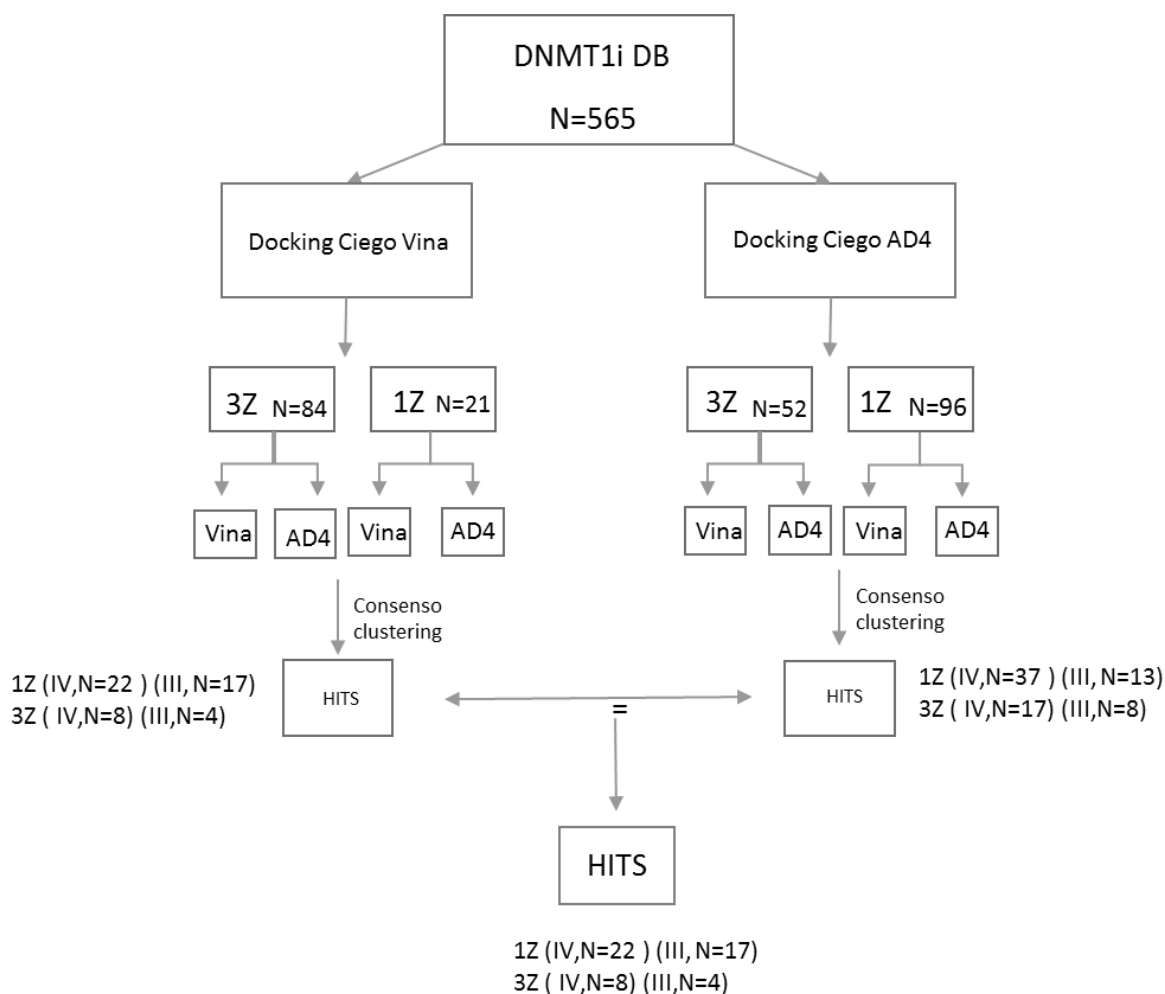 DNMT1i DB
N=565
Docking Ciego Vina
Docking Ciego AD4
3Z N=84
1Z N=21
3Z N=52
1Z N=96
Vina
AD4
Vina
AD4
Vina
AD4
Vina
AD4
Consenso
clustering
Consenso
clustering
1Z (IV,N=22 ) (III, N=17)
3Z ( IV,N=8) (III,N=4)
HITS
=
HITS
1Z (IV,N=37 ) (III, N=13)
3Z ( IV,N=17) (III,N=8)
HITS
1Z (IV,N=22 ) (III, N=17)
3Z ( IV,N=8) (III,N=4)